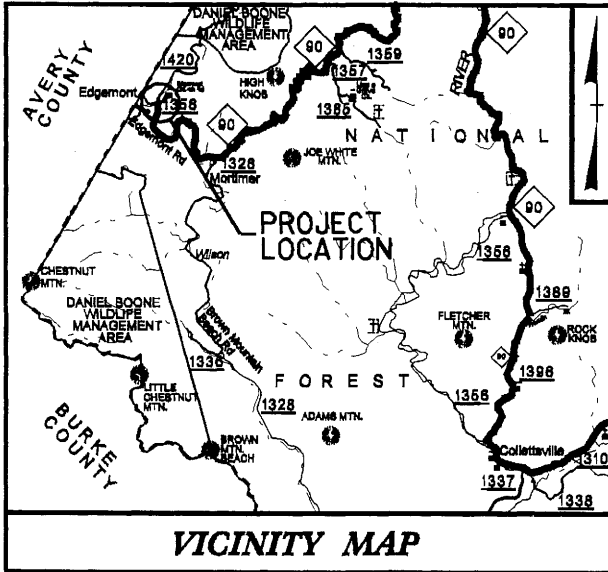 DANIEL BOONE
WILDLIFE
MANAGEMENT
AREA
90
1359
90
AVERY
COUNTY
1420
HIGH
KNOB
1357
RIVER
Edgemont
1358
1385
90
Edgemont Rd
NATIONAL
1328
Mortimer
JOE WHITE
MTN.
90
PROJECT
LOCATION
Wilson
1356
CHESTNUT
MTN.
DANIEL BOONE
WILDLIFE
MANAGEMENT
AREA
Brown Mountain
Beach Rd
FLETCHER
MTN.
1369
ROCK
KNOB
1336
90
LITTLE
CHESTNUT
MTN.
FOREST
1398
1356
1328
ADAMS MTN.
BURKE
COUNTY
BROWN
MTN.
BEACH
Collettsville
1310
1337
1338
VICINITY MAP